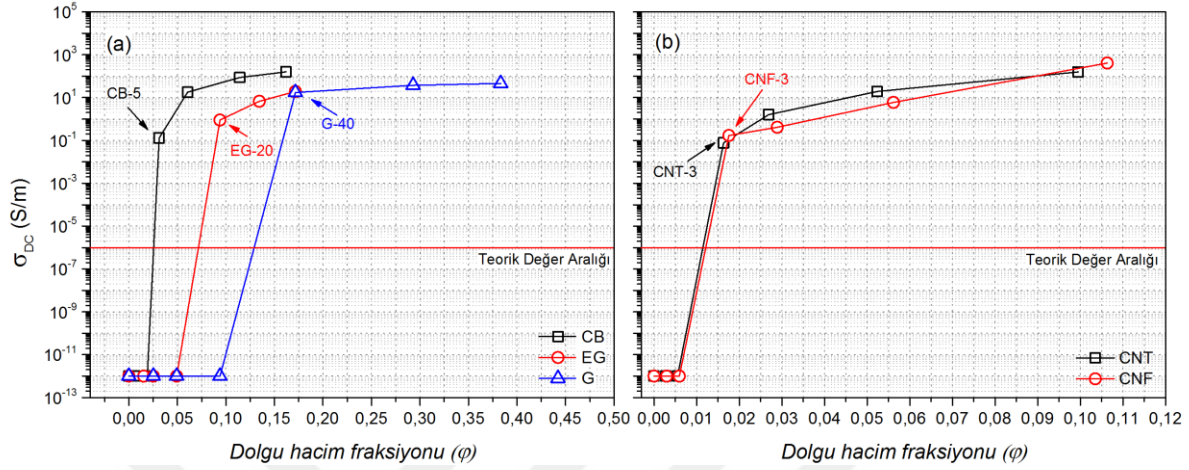 (a)
(b)
10^5
10^3
10^1
10^-1
10^-3
10^-5
10^-7
10^-9
10^-11
10^-13
σDC (S/m)
CB-5
EG-20
G-40
Teorik Değer Aralığı
CB
EG
G
0,00 0,05 0,10 0,15 0,20 0,25 0,30 0,35 0,40 0,45 0,50
Dolgu hacim fraksiyonu (φ)
CNF-3
CNT-3
Teorik Değer Aralığı
CNT
CNF
0,00 0,01 0,02 0,03 0,04 0,05 0,06 0,07 0,08 0,09 0,10 0,11 0,12
Dolgu hacim fraksiyonu (φ)